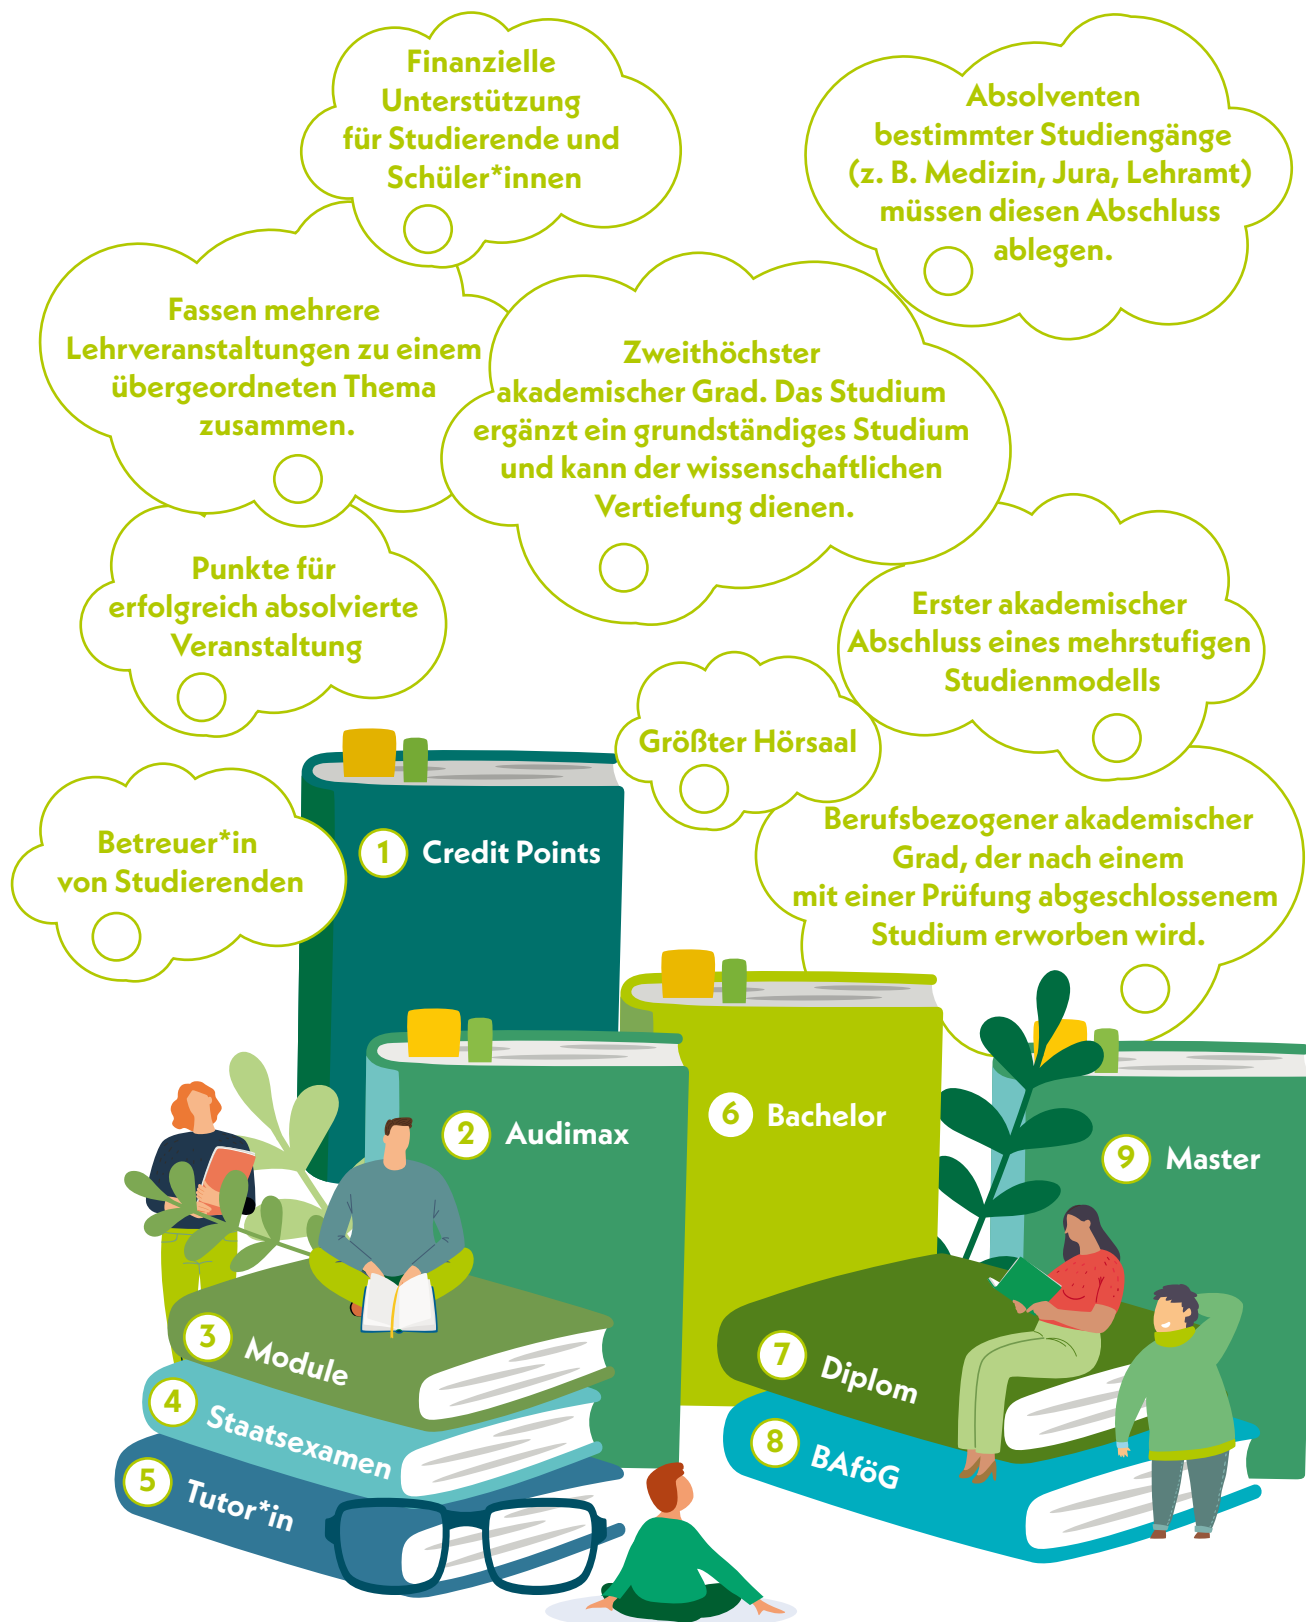 Finanzielle
Unterstützung
für Studierende und
Schüler*innen
Absolventen
bestimmter Studiengänge
(z. B. Medizin, Jura, Lehramt)
müssen diesen Abschluss
ablegen.
Fassen mehrere
Lehrveranstaltungen zu einem
übergeordneten Thema
zusammen.
Zweithöchster
akademischer Grad. Das Studium
ergänzt ein grundständiges Studium
und kann der wissenschaftlichen
Vertiefung dienen.
Punkte für
erfolgreich absolvierte
Veranstaltung
Erster akademischer
Abschluss eines mehrstufigen
Studienmodells
Größter Hörsaal
Betreuer*in
von Studierenden
Berufsbezogener akademischer
Grad, der nach einem
mit einer Prüfung abgeschlossenem
Studium erworben wird.
1 Credit Points
2 Audimax
3 Module
4 Staatsexamen
5 Tutor*in
6 Bachelor
7 Diplom
8 BAföG
9 Master